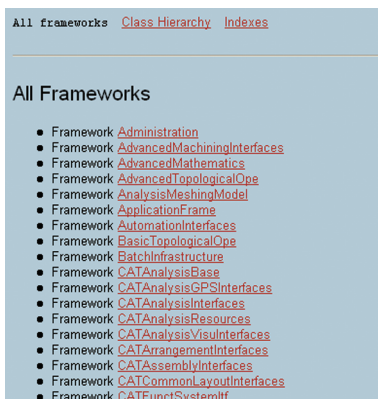 All frameworks Class Hierarchy Indexes
All Frameworks
Framework Administration
Framework AdvancedMachiningInterfaces
Framework AdvancedMathematics
Framework AdvancedTopologicalOpe
Framework AnalysisMeshingModel
Framework ApplicationFrame
Framework AutomationInterfaces
Framework BasicTopologicalOpe
Framework BatchInfrastructure
Framework CATAnalysisBase
Framework CATAnalysisGPSInterfaces
Framework CATAnalysisInterfaces
Framework CATAnalysisResources
Framework CATAnalysisVisuInterfaces
Framework CATArrangementInterfaces
Framework CATAssemblyInterfaces
Framework CATCommonLayoutInterfaces
Framework CATFunctSystemItf